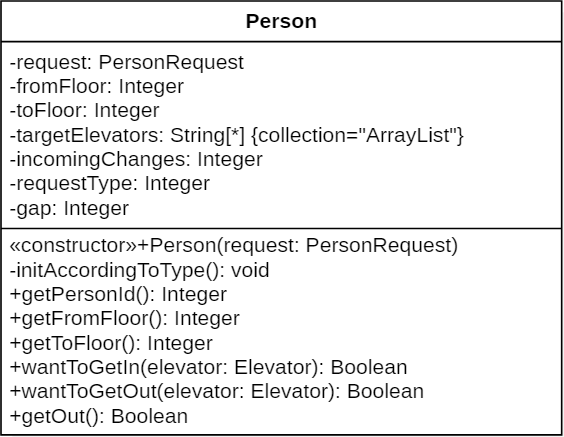 Person
-request: PersonRequest
-fromFloor: Integer
-toFloor: Integer
-targetElevators: String[*] {collection="ArrayList"}
-incomingChanges: Integer
-requestType: Integer
-gap: Integer
«constructor»+Person(request: PersonRequest)
-initAccordingToType(): void
+getPersonId(): Integer
+getFromFloor(): Integer
+getToFloor(): Integer
+wantToGetIn(elevator: Elevator): Boolean
+wantToGetOut(elevator: Elevator): Boolean
+getOut(): Boolean